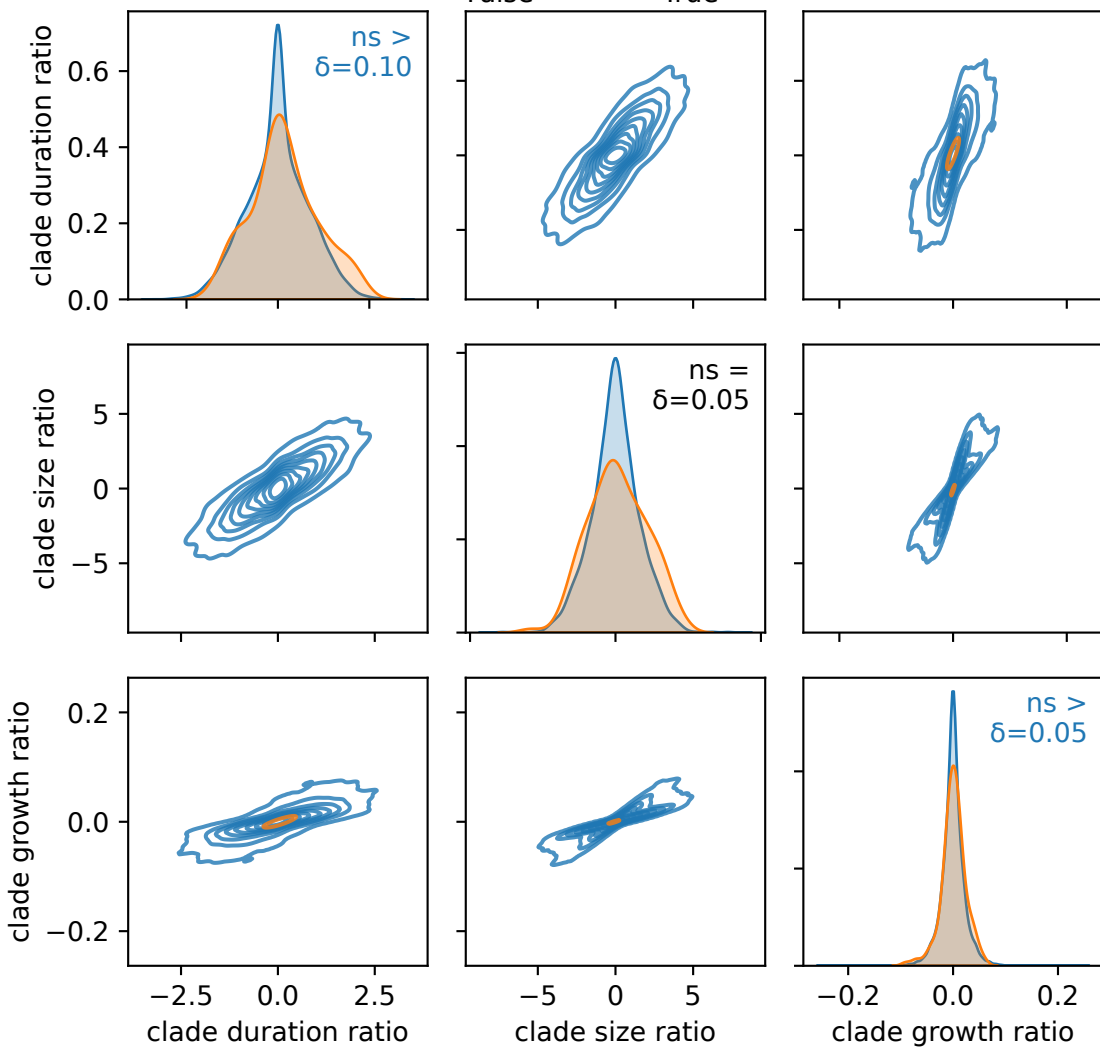 ns >
δ=0.10
clade duration ratio
0.6
0.4
0.2
0.0
ns =
δ=0.05
clade size ratio
5
0
−5
ns >
δ=0.05
clade growth ratio
0.2
0.0
−0.2
−2.5 0.0 2.5
−5 0 5
−0.2 0.0 0.2
clade duration ratio
clade size ratio
clade growth ratio